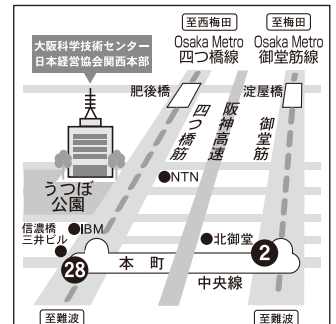 至西梅田
至梅田
大阪科学技術センター
日本経営協会関西本部
Osaka Metro
四つ橋線
Osaka Metro
御堂筋線
肥後橋
淀屋橋
四つ橋筋
阪神高速
御堂筋
NTN
うつぼ
公園
信濃橋
三井ビル
IBM
北御堂
2
28
本町
中央線
至難波
至難波